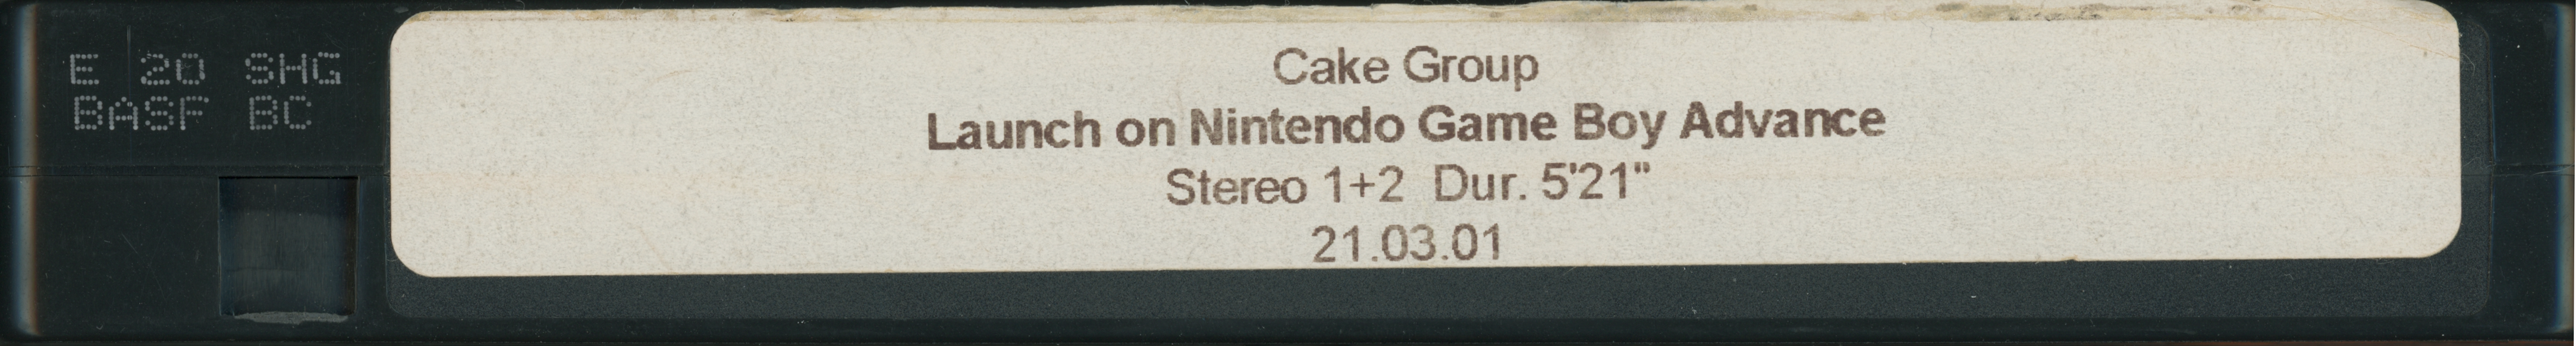 E 20 SHG
BASF BC
Cake Group
Launch on Nintendo Game Boy Advance
Stereo 1+2 Dur. 5'21"
21.03.01